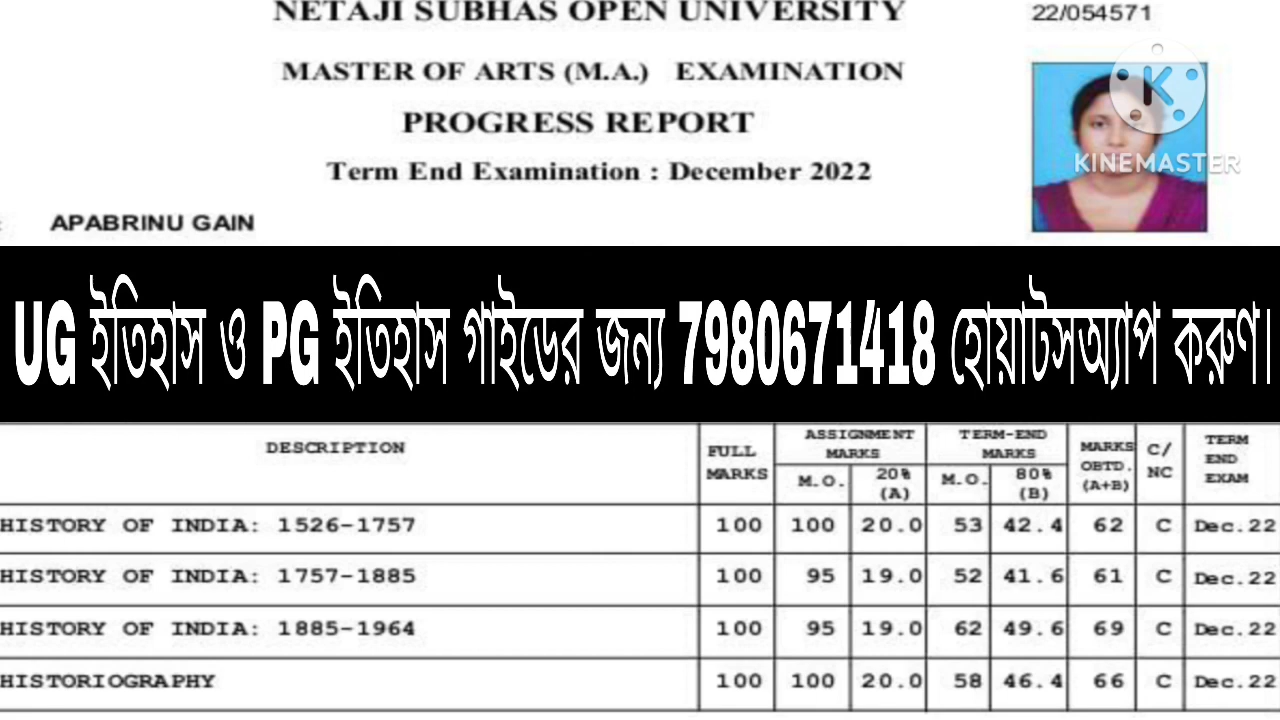 NETAJI SUBHAS OPEN UNIVERSITY 22/054571
MASTER OF ARTS (M.A.) EXAMINATION
PROGRESS REPORT
Term End Examination : December 2022
KINEMASTER
: APABRINU GAIN
UG ইতিহাস ও PG ইতিহাস গাইডের জন্য 7980671418 হোয়াটসঅ্যাপ করুণ।
DESCRIPTION FULL MARKS ASSIGNMENT MARKS M.O. 20% (A) TERM-END MARKS M.O. 80% (B) MARKS OBTD. (A+B) C/ NC TERM END EXAM
HISTORY OF INDIA: 1526-1757 100 100 20.0 53 42.4 62 C Dec.22
HISTORY OF INDIA: 1757-1885 100 95 19.0 52 41.6 61 C Dec.22
HISTORY OF INDIA: 1885-1964 100 95 19.0 62 49.6 69 C Dec.22
HISTORIOGRAPHY 100 100 20.0 58 46.4 66 C Dec.22